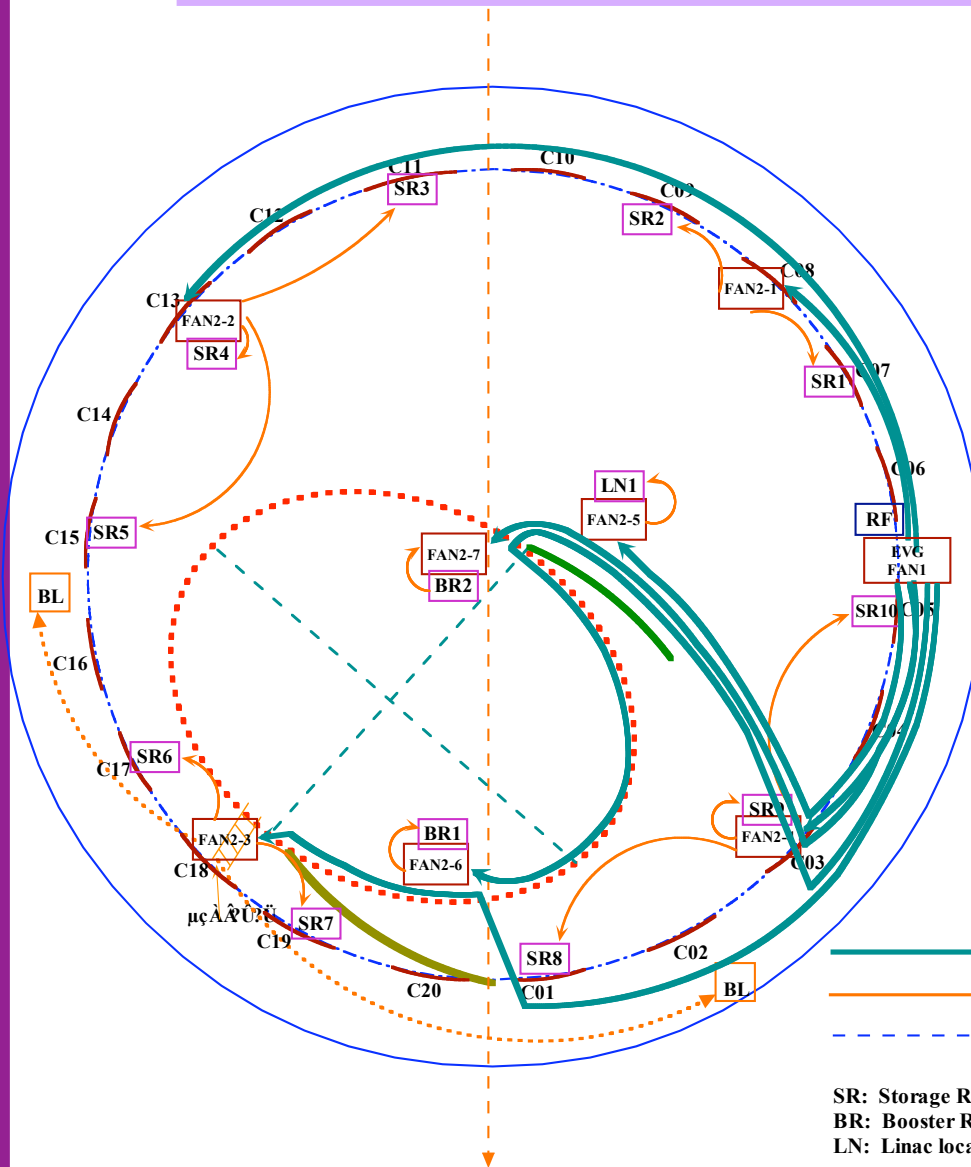 C10
C11
SR3
C09
SR2
C12
C08
FAN2-1
C13
FAN2-2
SR4
SR1
C07
C14
C06
LN1
RF
FAN2-5
SR5
C15
EVG
FAN1
FAN2-7
BR2
BL
SR10
C05
C16
C04
SR6
C17
SR9
FAN2-4
BR1
FAN2-3
FAN2-6
C03
C18
SR7
C19
C02
SR8
C20
C01
BL
SR: Storage R
BR: Booster R
LN: Linac loca